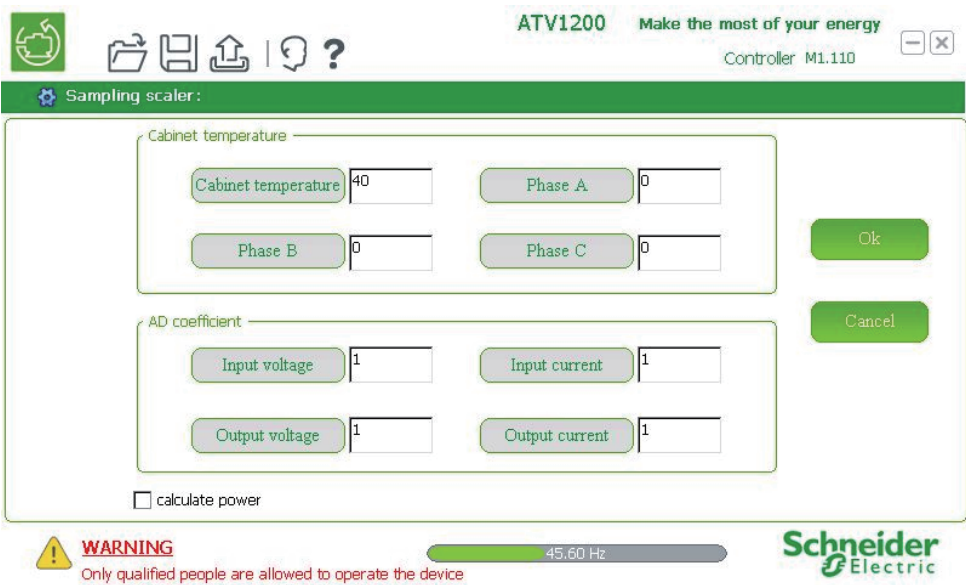 ATV1200 Make the most of your energy
Controller M1.110
?
Sampling scaler:
Cabinet temperature
Cabinet temperature 40 Phase A 0
Phase B 0 Phase C 0
Ok
Cancel
AD coefficient
Input voltage 1 Input current 1
Output voltage 1 Output current 1
calculate power
WARNING
Only qualified people are allowed to operate the device
45.60 Hz
Schneider
Electric